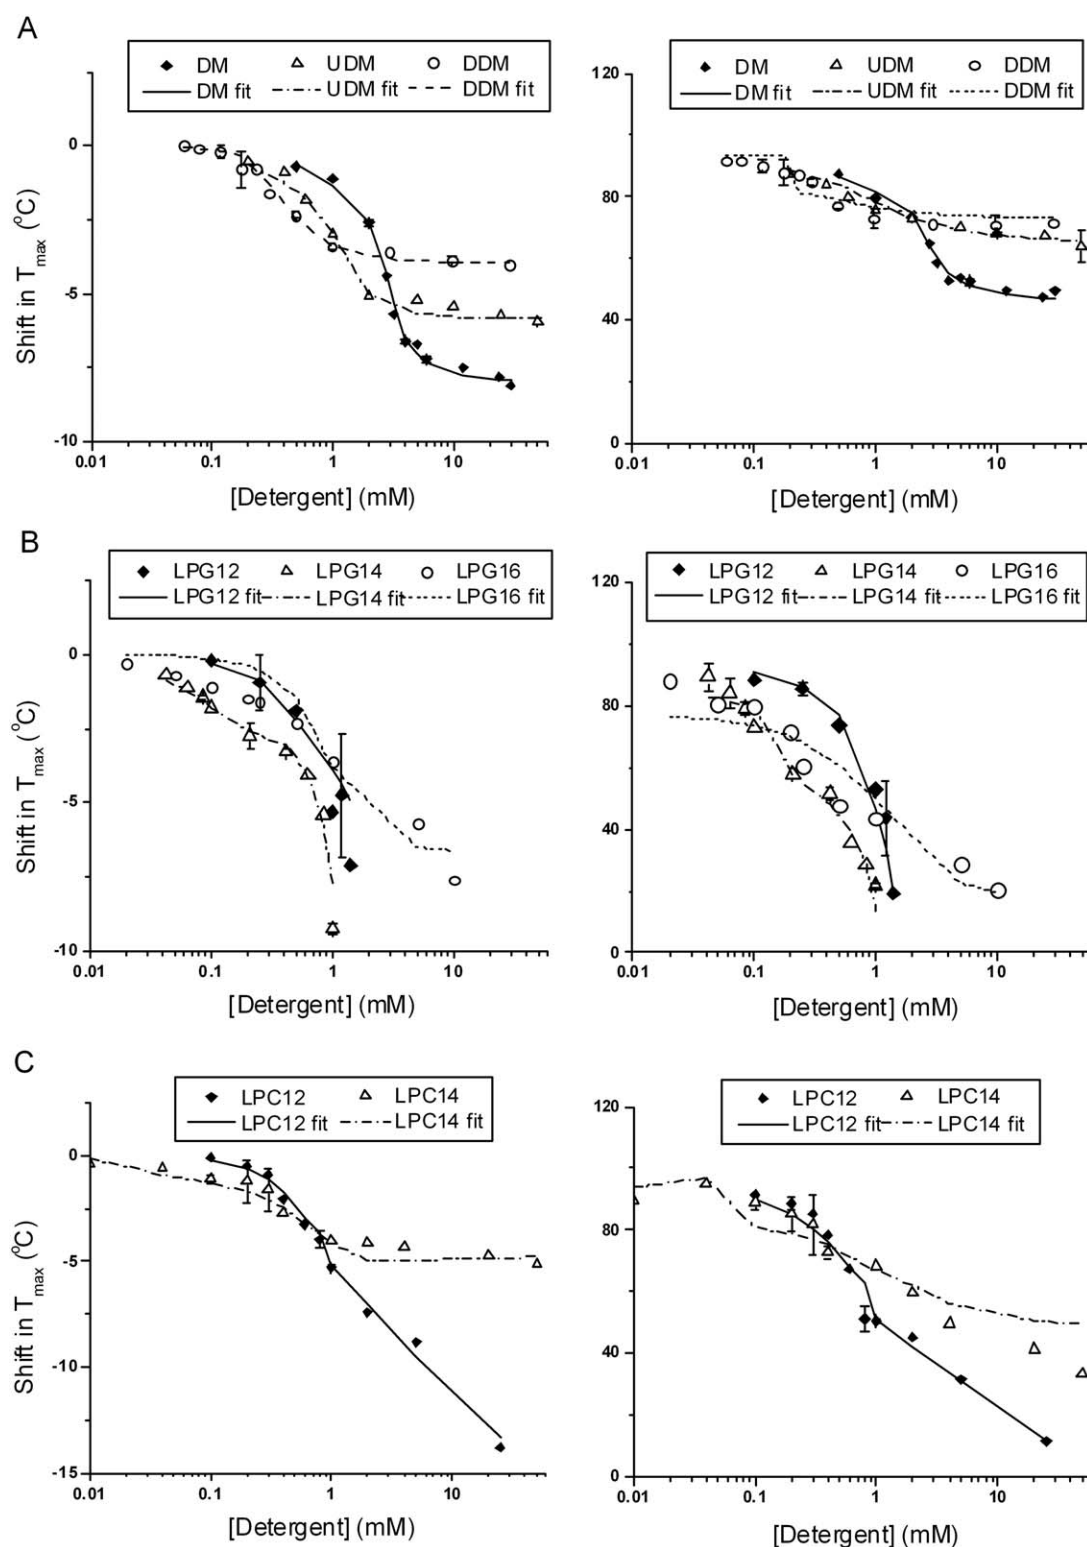 A
DM UDM DDM
DM fit UDM fit DDM fit
0
-5
-10
0.01 0.1 1 10
Shift in Tmax (°C)
[Detergent] (mM)
DM UDM DDM
DM fit UDM fit DDM fit
120
80
40
0
0.01 0.1 1 10
[Detergent] (mM)
B
LPG12 LPG14 LPG16
LPG12 fit LPG14 fit LPG16 fit
0
-5
-10
0.01 0.1 1 10
Shift in Tmax (°C)
[Detergent] (mM)
LPG12 LPG14 LPG16
LPG12 fit LPG14 fit LPG16 fit
120
80
40
0
0.01 0.1 1 10
[Detergent] (mM)
C
LPC12 LPC14
LPC12 fit LPC14 fit
0
-5
-10
-15
0.01 0.1 1 10
Shift in Tmax (°C)
[Detergent] (mM)
LPC12 LPC14
LPC12 fit LPC14 fit
120
80
40
0
0.01 0.1 1 10
[Detergent] (mM)